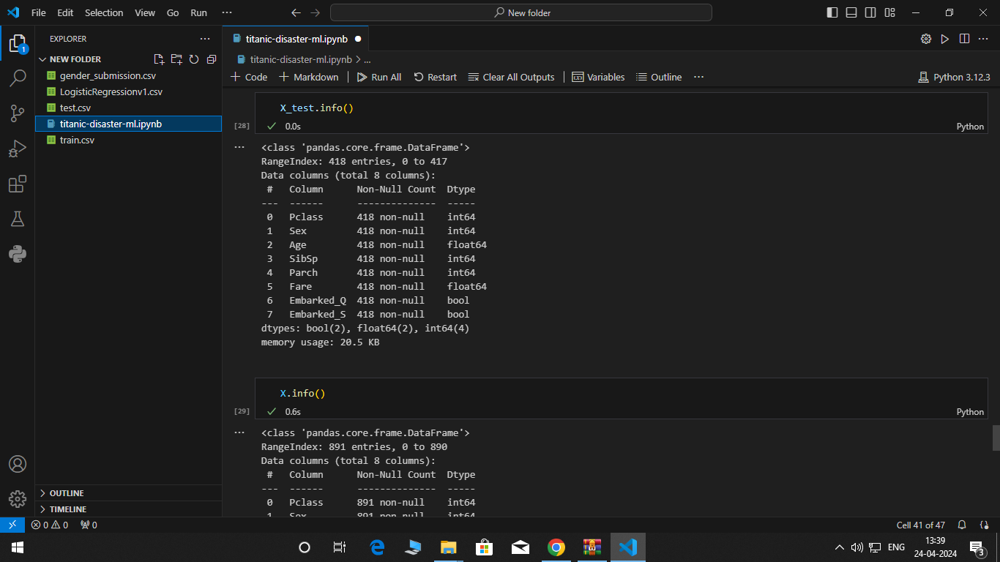 File Edit Selection View Go Run ··· New folder
EXPLORER ···
NEW FOLDER
gender_submission.csv
LogisticRegressionv1.csv
test.csv
titanic-disaster-ml.ipynb
train.csv
OUTLINE
TIMELINE
1
titanic-disaster-ml.ipynb
titanic-disaster-ml.ipynb > ...
Code Markdown Run All Restart Clear All Outputs Variables Outline ··· Python 3.12.3
X_test.info()
[28] 0.0s Python
<class 'pandas.core.frame.DataFrame'>
RangeIndex: 418 entries, 0 to 417
Data columns (total 8 columns):
# Column Non-Null Count Dtype
--- ------ -------------- -----
0 Pclass 418 non-null int64
1 Sex 418 non-null int64
2 Age 418 non-null float64
3 SibSp 418 non-null int64
4 Parch 418 non-null int64
5 Fare 418 non-null float64
6 Embarked_Q 418 non-null bool
7 Embarked_S 418 non-null bool
dtypes: bool(2), float64(2), int64(4)
memory usage: 20.5 KB
X.info()
[29] 0.6s Python
<class 'pandas.core.frame.DataFrame'>
RangeIndex: 891 entries, 0 to 890
Data columns (total 8 columns):
# Column Non-Null Count Dtype
--- ------ -------------- -----
0 Pclass 891 non-null int64
1 Sex 891 non-null int64
0 0 0 Cell 41 of 47
ENG 13:39
24-04-2024 3